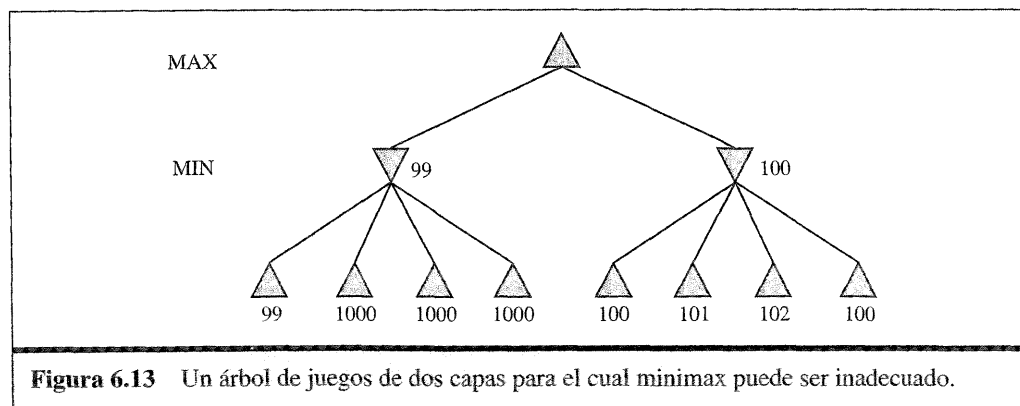 MAX
MIN
99
100
99 1000 1000 1000 100 101 102 100
Figura 6.13 Un árbol de juegos de dos capas para el cual minimax puede ser inadecuado.